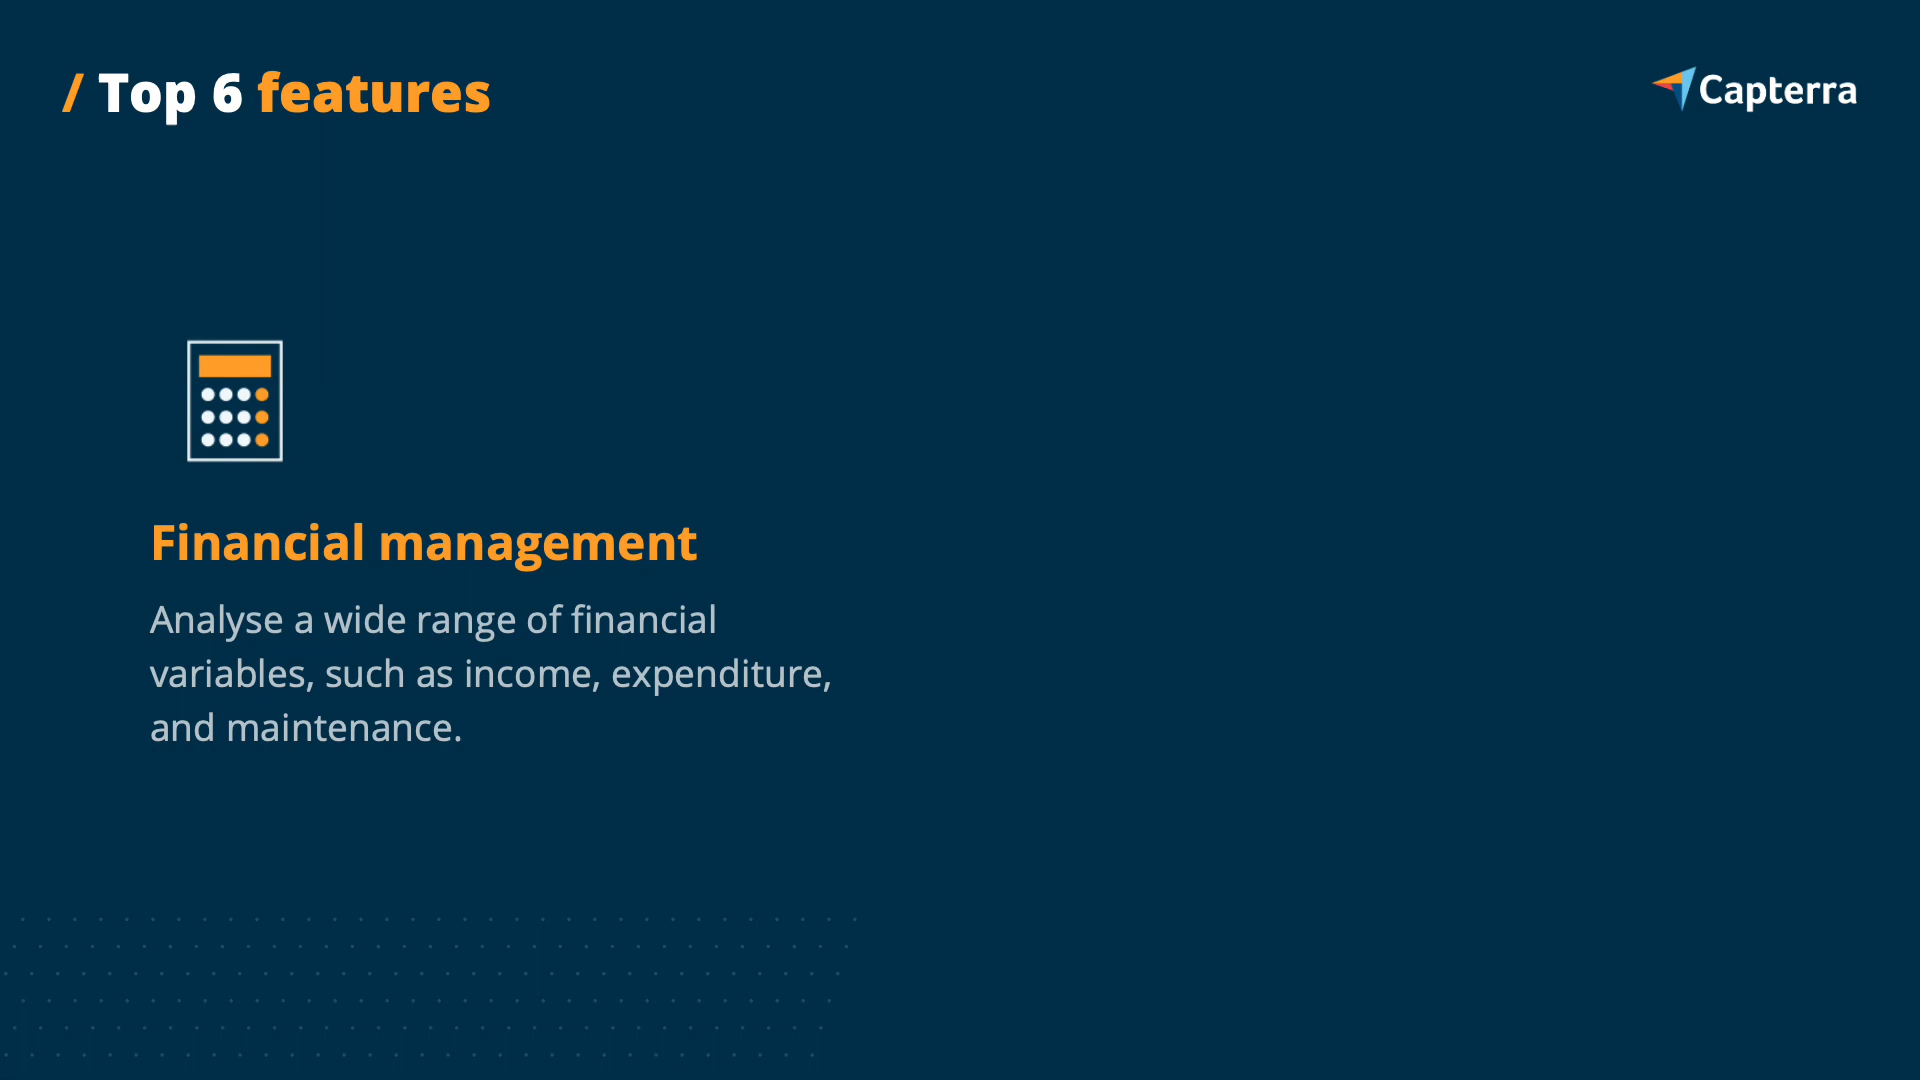 / Top 6 features
Capterra
Financial management
Analyse a wide range of financial
variables, such as income, expenditure,
and maintenance.